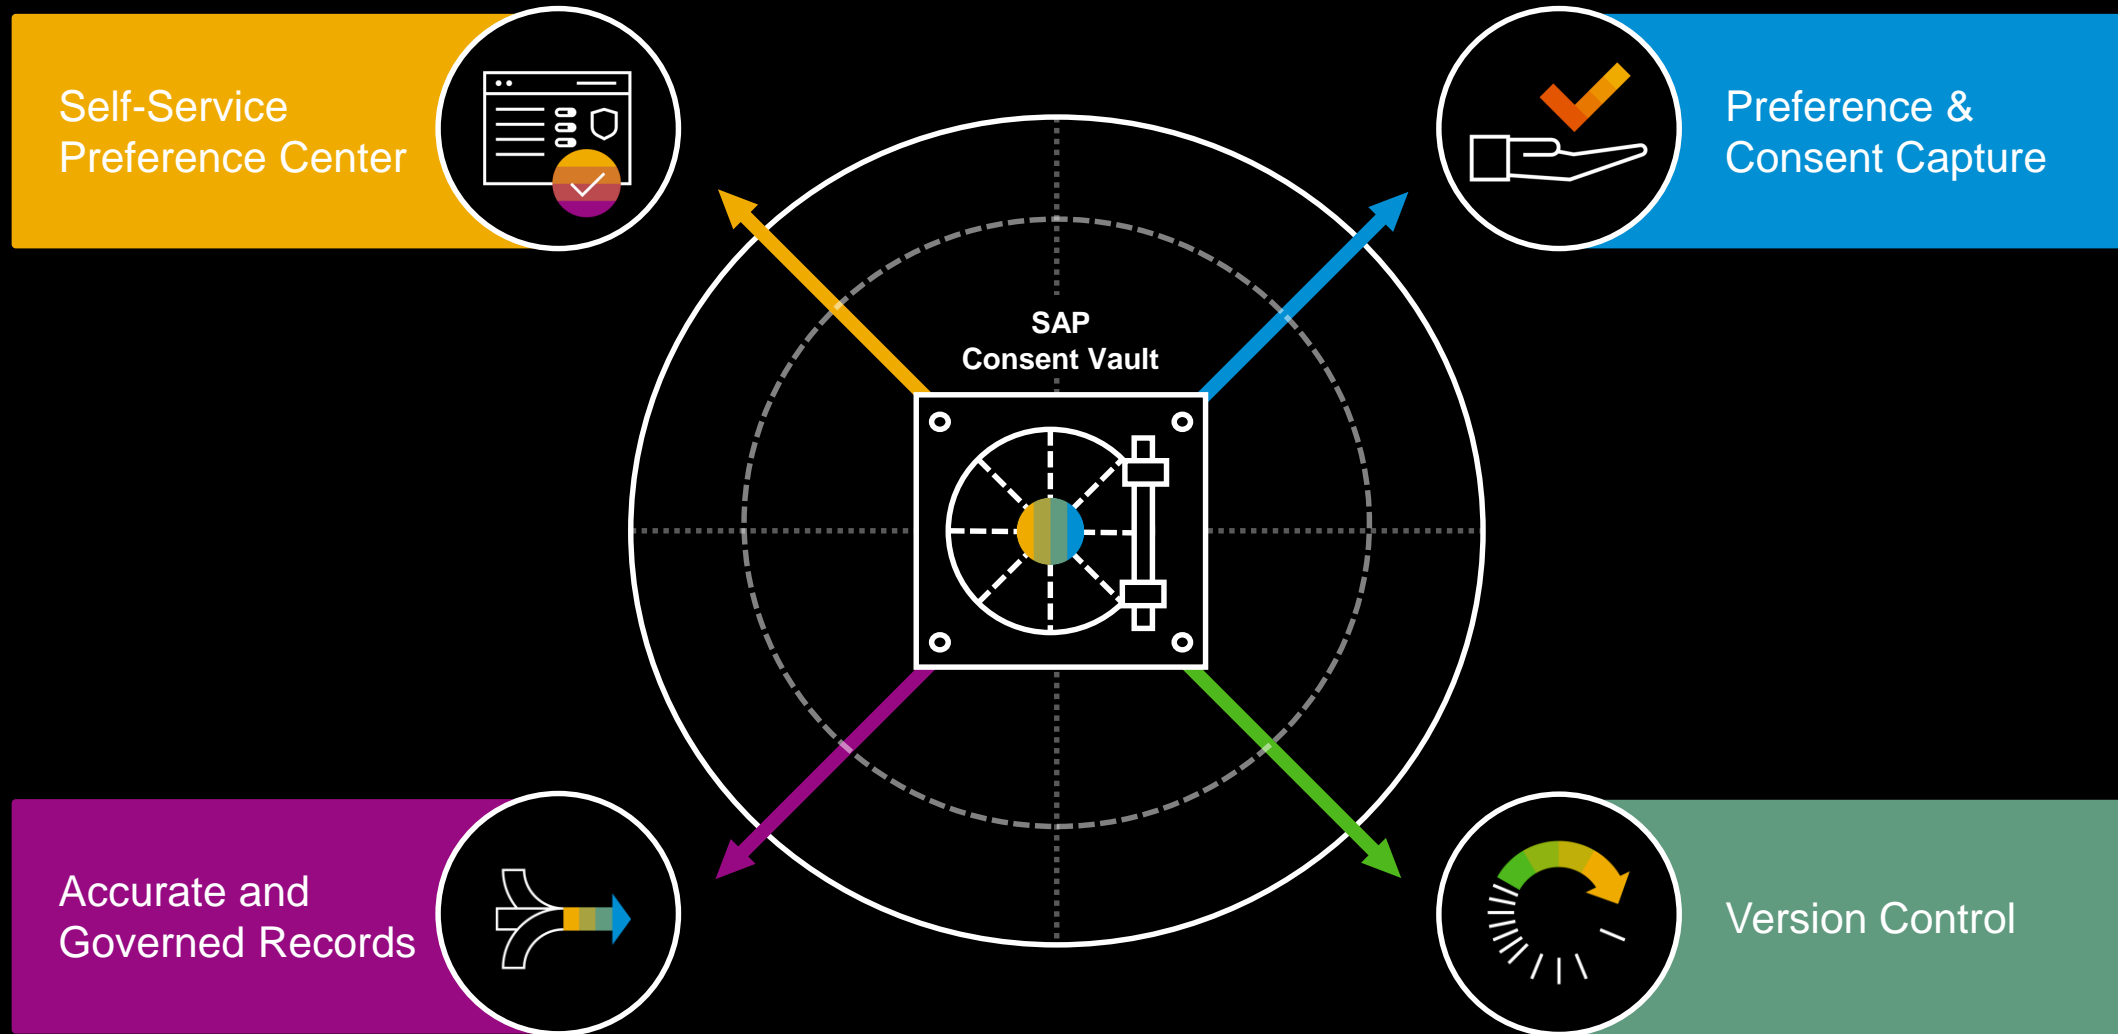 Self-Service
Preference Center
Preference &
Consent Capture
SAP
Consent Vault
Accurate and
Governed Records
Version Control